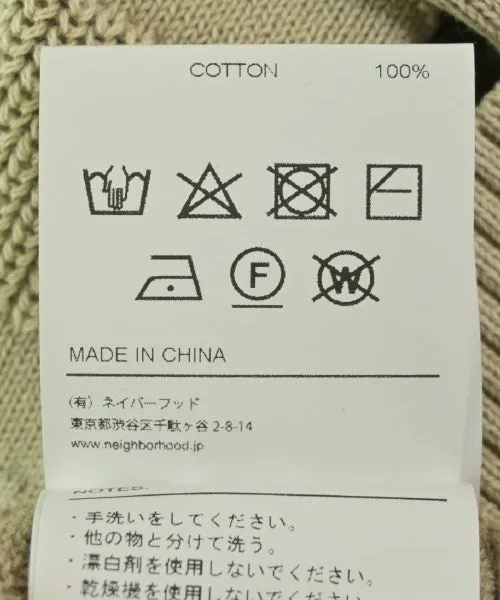 COTTON 100%
F W
MADE IN CHINA
(有) ネイバーフッド
東京都渋谷区千駄ヶ谷 2-8-14
www.neighborhood.jp
NOTES:
・手洗いをしてください。
・他の物と分けて洗う。
・漂白剤を使用しないでください。
・乾燥機を使用しないでください